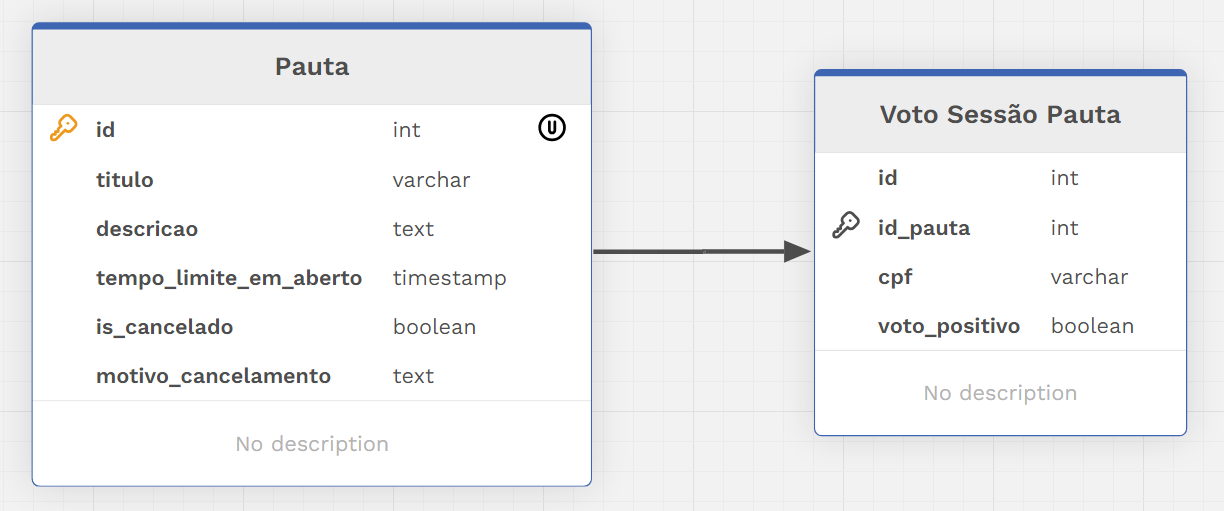 Pauta
id int U
titulo varchar
descricao text
tempo_limite_em_aberto timestamp
is_cancelado boolean
motivo_cancelamento text
No description
Voto Sessão Pauta
id int
id_pauta int
cpf varchar
voto_positivo boolean
No description